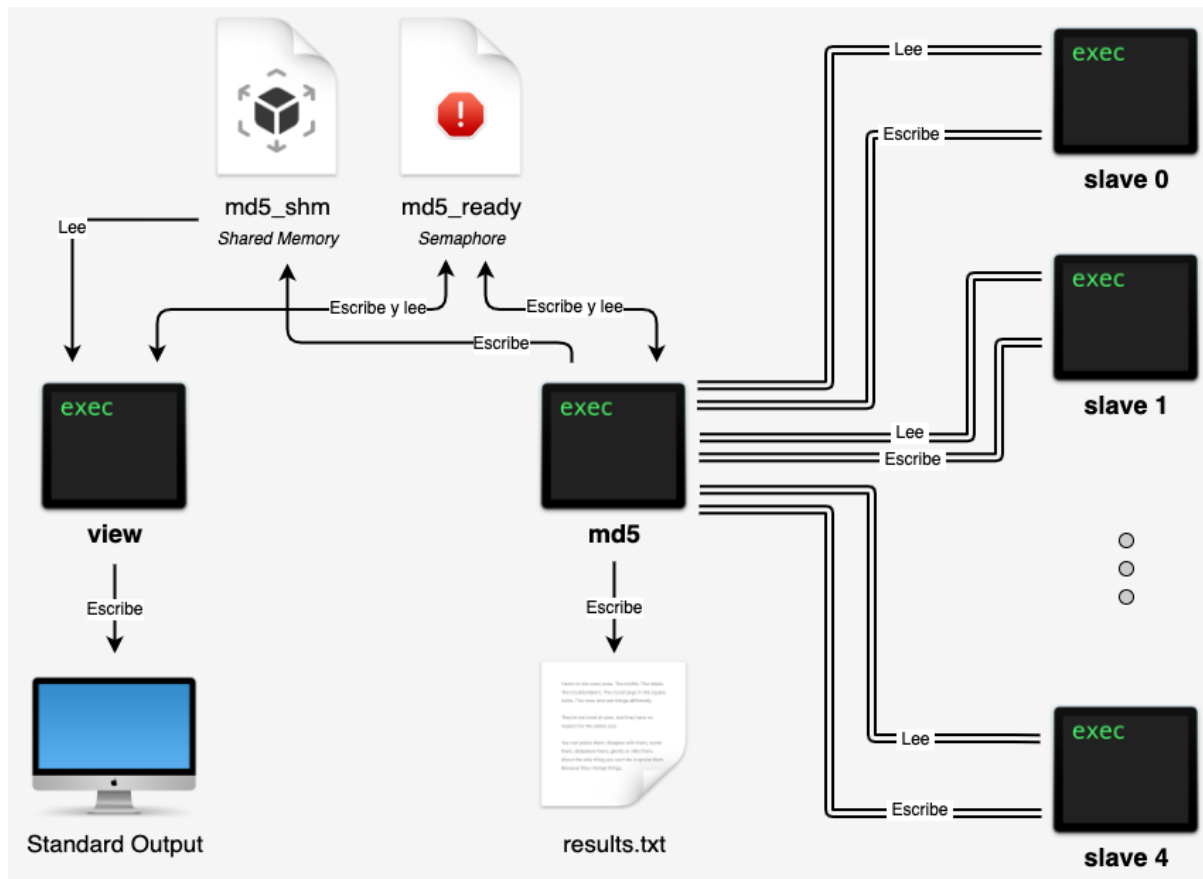 Lee
exec
Escribe
slave 0
md5_shm
md5_ready
Shared Memory
Semaphore
Lee
exec
Escribe y lee
Escribe y lee
Escribe
slave 1
exec
exec
Lee
Escribe
view
md5
Escribe
Escribe
exec
Lee
Escribe
Standard Output
results.txt
slave 4